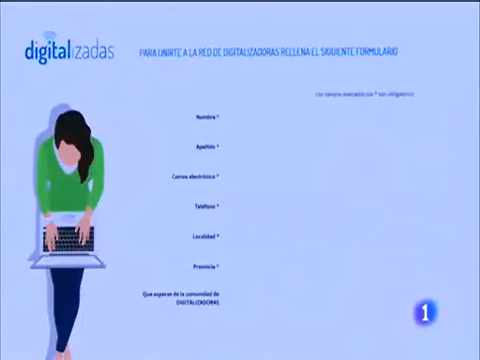 digitalizadas
PARA UNIRTE A LA RED DE DIGITALIZADORAS RELLENA EL SIGUIENTE FORMULARIO
Los campos marcados con * son obligatorios
Nombre *
Apellido *
Correo electrónico *
Teléfono *
Localidad *
Provincia *
Que esperas de la comunidad de
DIGITALIZADORAS
1